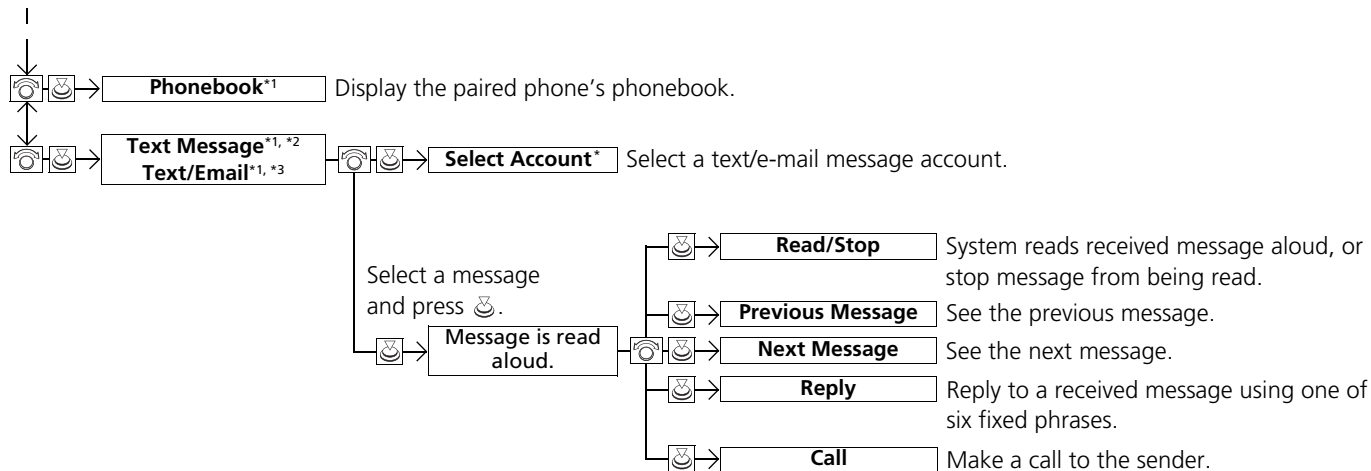 Phonebook*1 Display the paired phone’s phonebook.
Text Message*1, *2
Text/Email*1, *3
Select Account* Select a text/e-mail message account.
Select a message
and press .
Message is read
aloud.
Read/Stop System reads received message aloud, or
stop message from being read.
Previous Message See the previous message.
Next Message See the next message.
Reply Reply to a received message using one of
six fixed phrases.
Call Make a call to the sender.